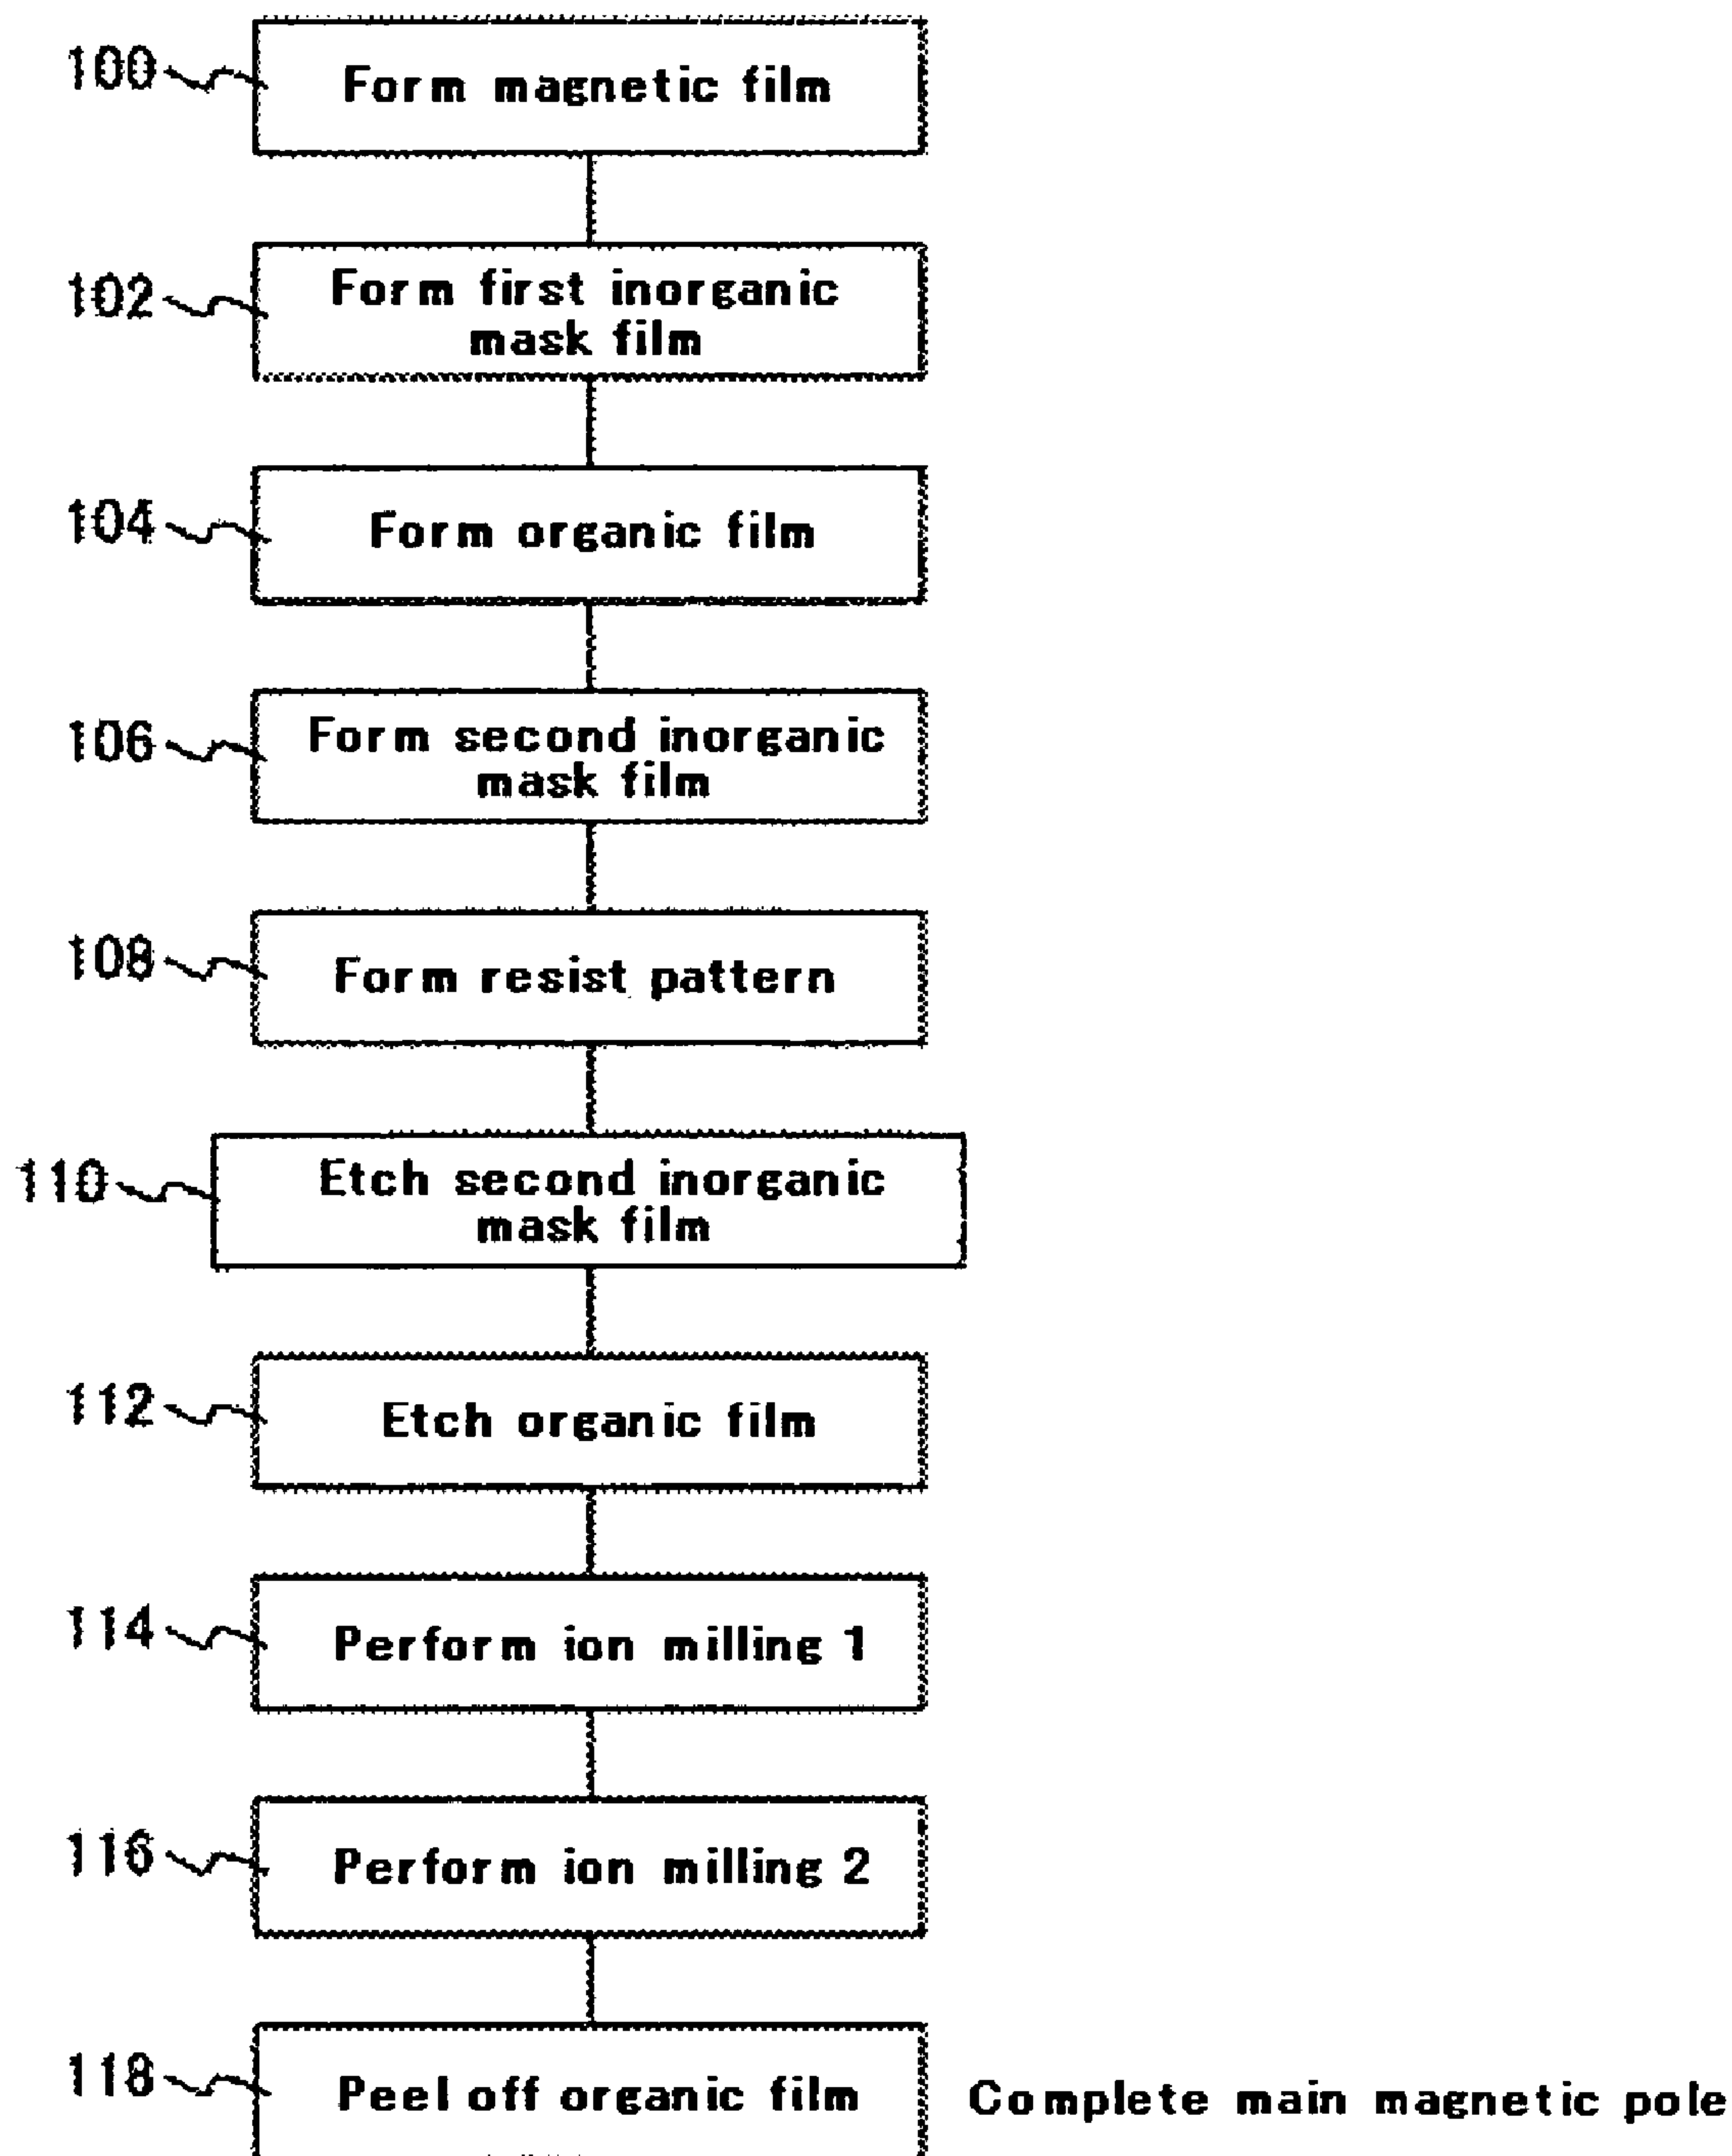 100
Form magnetic film
102
Form first inorganic
mask film
104
Form organic film
106
Form second inorganic
mask film
108
Form resist pattern
110
Etch second inorganic
mask film
112
Etch organic film
114
Perform ion milling 1
116
Perform ion milling 2
118
Peel off organic film
Complete main magnetic pole